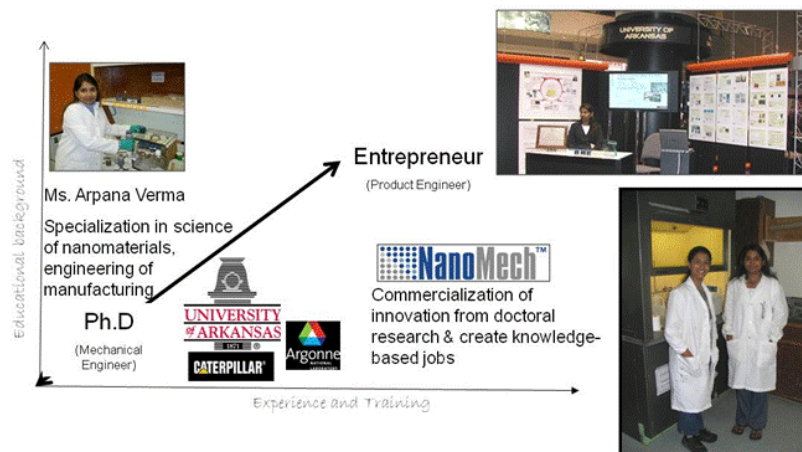 UNIVERSITY OF
ARKANSAS
Entrepreneur
(Product Engineer)
Ms. Arpana Verma
Specialization in science
of nanomaterials,
engineering of
manufacturing
Ph.D
(Mechanical
Engineer)
UNIVERSITY
of ARKANSAS
1871
®
CATERPILLAR®
Argonne
NATIONAL
LABORATORY
NanoMech™
Commercialization of
innovation from doctoral
research & create knowledge-
based jobs
Educational background
Experience and Training